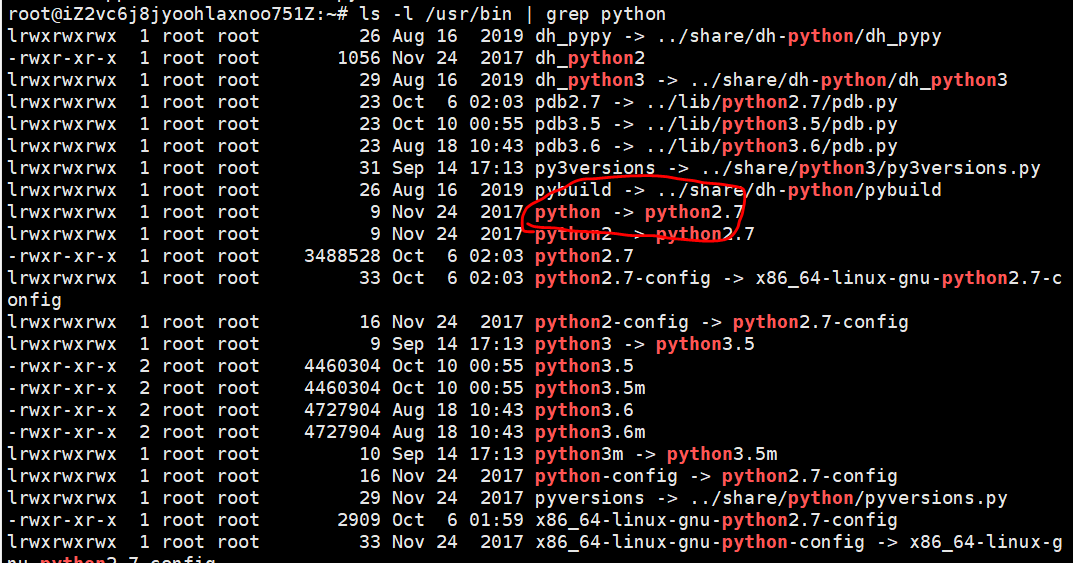 root@iZ2vc6j8jyoohlaxnoo751Z:~# ls -l /usr/bin | grep python
lrwxrwxrwx 1 root root 26 Aug 16 2019 dh_pypy -> ../share/dh-python/dh_pypy
-rwxr-xr-x 1 root root 1056 Nov 24 2017 dh_python2
lrwxrwxrwx 1 root root 29 Aug 16 2019 dh_python3 -> ../share/dh-python/dh_python3
lrwxrwxrwx 1 root root 23 Oct 6 02:03 pdb2.7 -> ../lib/python2.7/pdb.py
lrwxrwxrwx 1 root root 23 Oct 10 00:55 pdb3.5 -> ../lib/python3.5/pdb.py
lrwxrwxrwx 1 root root 23 Aug 18 10:43 pdb3.6 -> ../lib/python3.6/pdb.py
lrwxrwxrwx 1 root root 31 Sep 14 17:13 py3versions -> ../share/python3/py3versions.py
lrwxrwxrwx 1 root root 26 Aug 16 2019 pybuild -> ../share/dh-python/pybuild
lrwxrwxrwx 1 root root 9 Nov 24 2017 python -> python2.7
lrwxrwxrwx 1 root root 9 Nov 24 2017 python2 -> python2.7
-rwxr-xr-x 1 root root 3488528 Oct 6 02:03 python2.7
lrwxrwxrwx 1 root root 33 Oct 6 02:03 python2.7-config -> x86_64-linux-gnu-python2.7-c
onfig
lrwxrwxrwx 1 root root 16 Nov 24 2017 python2-config -> python2.7-config
lrwxrwxrwx 1 root root 9 Sep 14 17:13 python3 -> python3.5
-rwxr-xr-x 2 root root 4460304 Oct 10 00:55 python3.5
-rwxr-xr-x 2 root root 4460304 Oct 10 00:55 python3.5m
-rwxr-xr-x 2 root root 4727904 Aug 18 10:43 python3.6
-rwxr-xr-x 2 root root 4727904 Aug 18 10:43 python3.6m
lrwxrwxrwx 1 root root 10 Sep 14 17:13 python3m -> python3.5m
lrwxrwxrwx 1 root root 16 Nov 24 2017 python-config -> python2.7-config
lrwxrwxrwx 1 root root 29 Nov 24 2017 pyversions -> ../share/python/pyversions.py
-rwxr-xr-x 1 root root 2909 Oct 6 01:59 x86_64-linux-gnu-python2.7-config
lrwxrwxrwx 1 root root 33 Nov 24 2017 x86_64-linux-gnu-python-config -> x86_64-linux-g
nu-python2.7-config